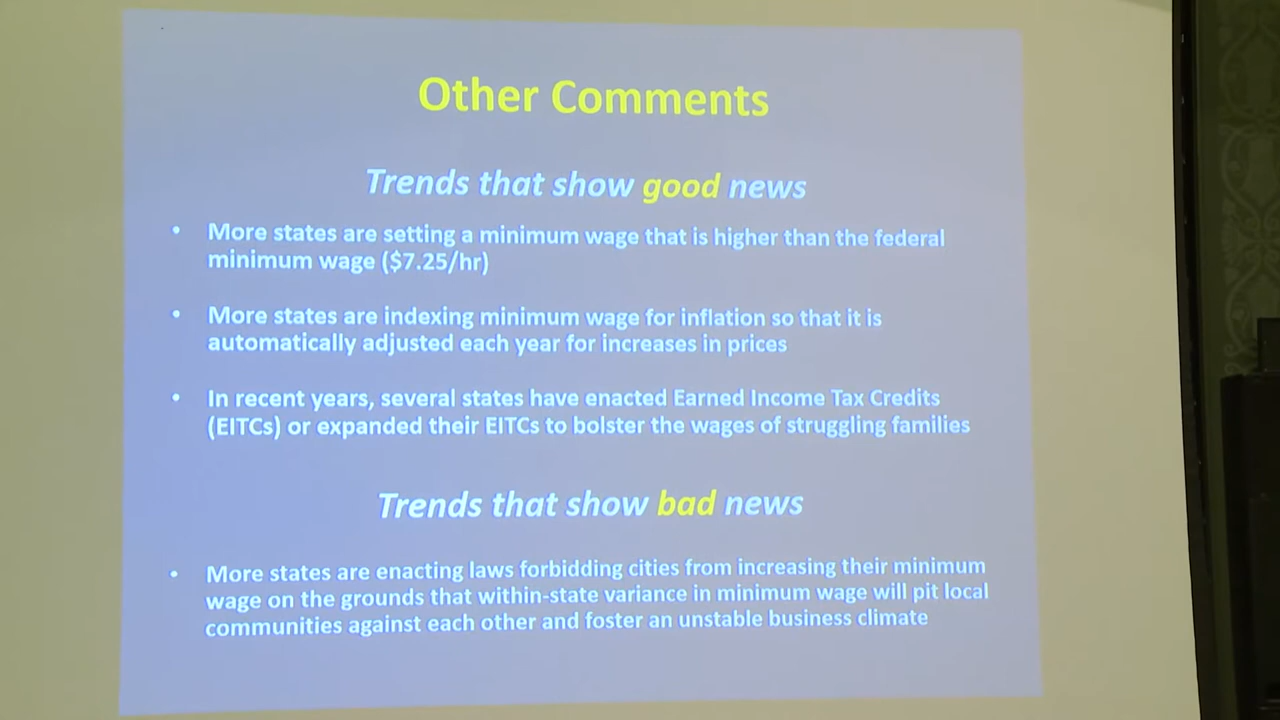 Other Comments
Trends that show good news
• More states are setting a minimum wage that is higher than the federal
minimum wage ($7.25/hr)
• More states are indexing minimum wage for inflation so that it is
automatically adjusted each year for increases in prices
• In recent years, several states have enacted Earned Income Tax Credits
(EITCs) or expanded their EITCs to bolster the wages of struggling families
Trends that show bad news
• More states are enacting laws forbidding cities from increasing their minimum
wage on the grounds that within-state variance in minimum wage will pit local
communities against each other and foster an unstable business climate